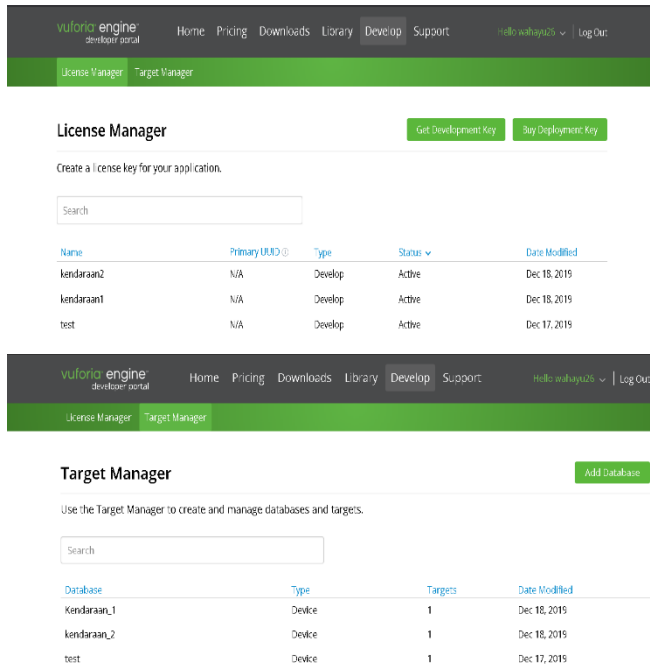 vuforia engine developer portal Home Pricing Downloads Library Develop Support Hello wahayu26 Log Out
License Manager Target Manager
License Manager Get Development Key Buy Deployment Key
Create a license key for your application.
Search
Name Primary UUID Type Status Date Modified
kendaraan2 N/A Develop Active Dec 18, 2019
kendaraan1 N/A Develop Active Dec 18, 2019
test N/A Develop Active Dec 17, 2019
vuforia engine developer portal Home Pricing Downloads Library Develop Support Hello wahayu26 Log Out
License Manager Target Manager
Target Manager Add Database
Use the Target Manager to create and manage databases and targets.
Search
Database Type Targets Date Modified
Kendaraan_1 Device 1 Dec 18, 2019
kendaraan_2 Device 1 Dec 18, 2019
test Device 1 Dec 17, 2019